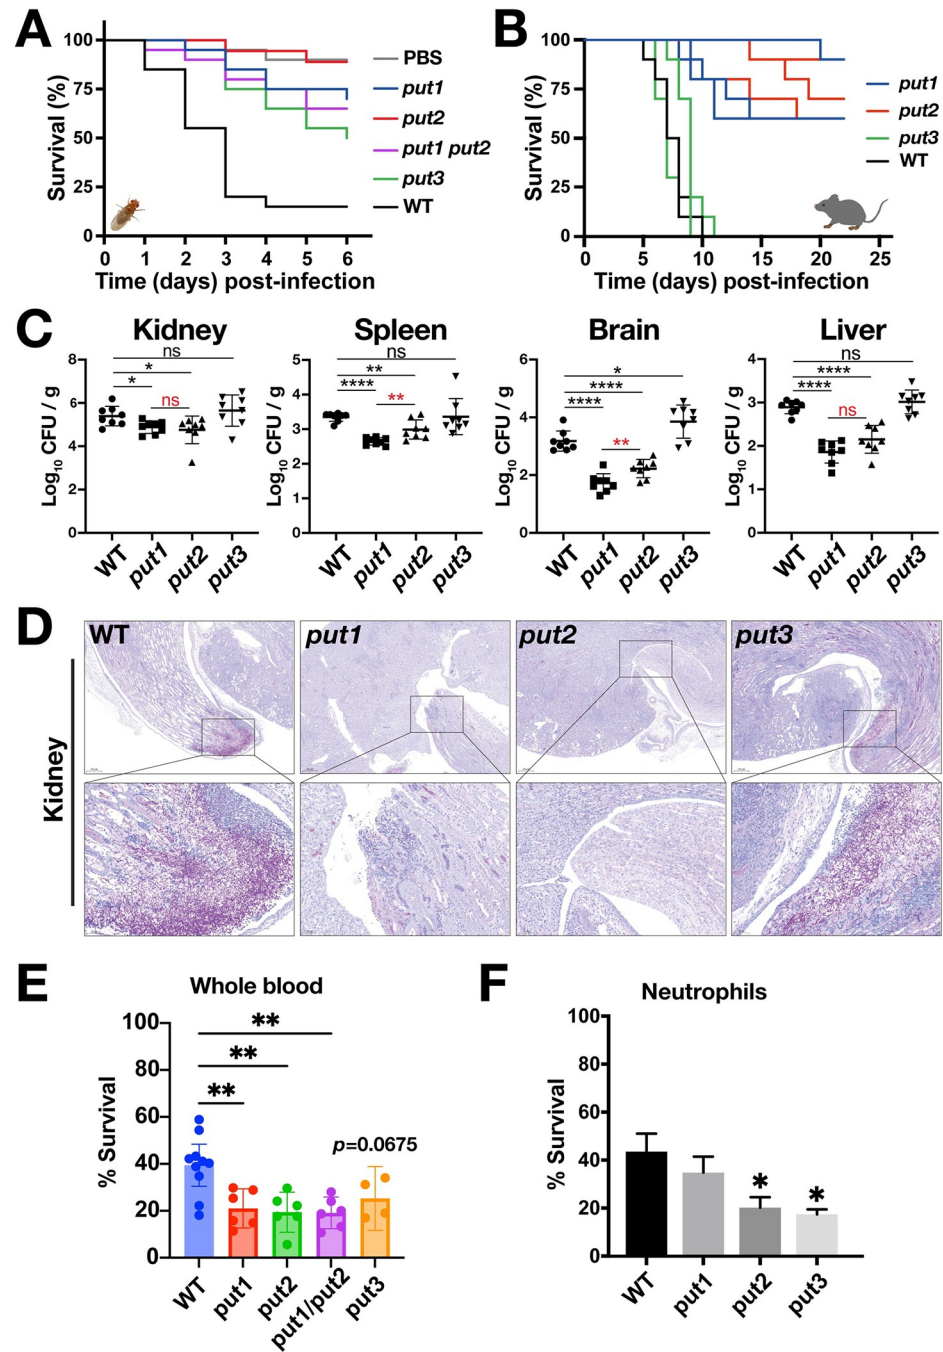 A
Survival (%)
100
75
50
25
0
0 1 2 3 4 5 6
Time (days) post-infection
PBS
put1
put2
put1 put2
put3
WT
B
Survival (%)
100
75
50
25
0
0 5 10 15 20 25
Time (days) post-infection
put1
put2
put3
WT
C
Kidney
Log10 CFU / g
8
6
4
2
0
ns
*
*
ns
WT put1 put2 put3
Spleen
Log10 CFU / g
5
4
3
2
1
0
ns
**
****
**
WT put1 put2 put3
Brain
Log10 CFU / g
6
4
2
0
*
****
****
**
WT put1 put2 put3
Liver
Log10 CFU / g
4
3
2
1
0
ns
****
****
ns
WT put1 put2 put3
D
Kidney
WT
put1
put2
put3
E
Whole blood
% Survival
100
80
60
40
20
0
**
**
**
p=0.0675
WT put1 put2 put1/put2 put3
F
Neutrophils
% Survival
100
80
60
40
20
0
*
*
WT put1 put2 put3